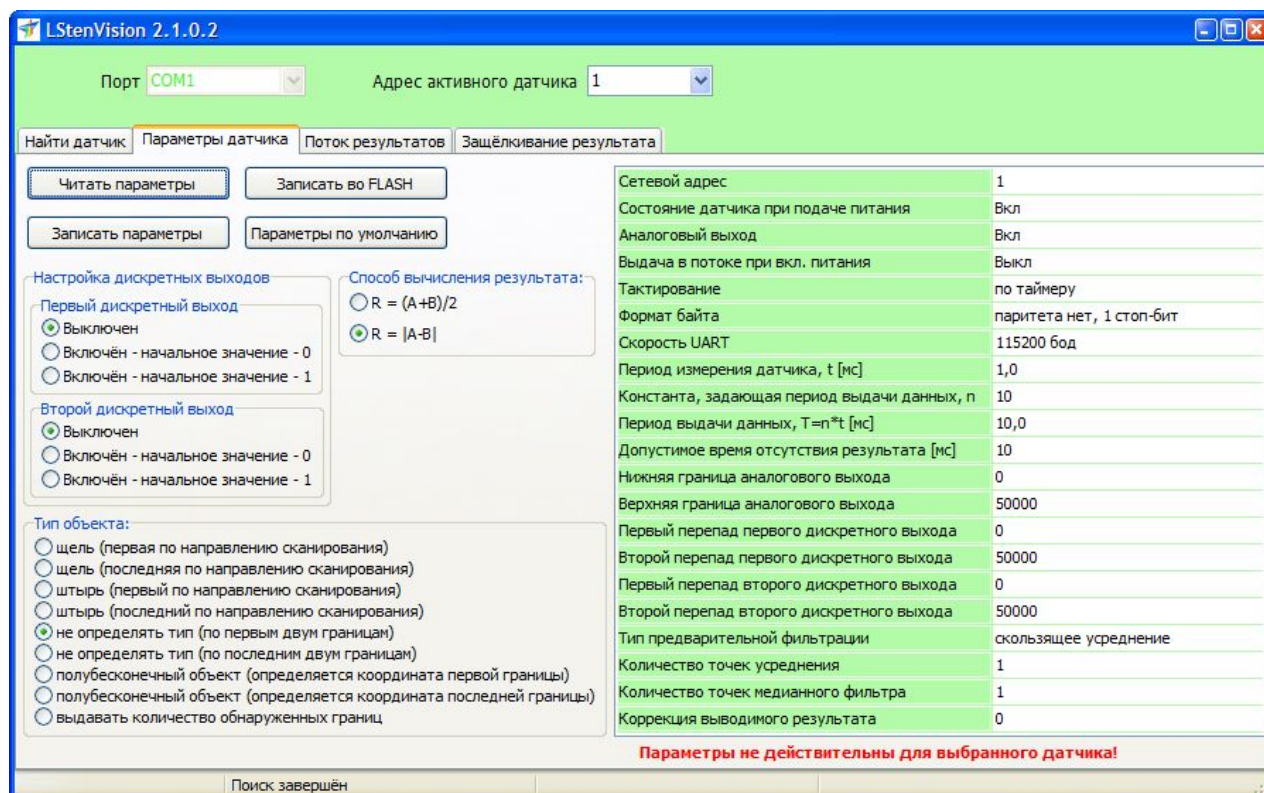 LStenVision 2.1.0.2
Порт COM1 Адрес активного датчика 1
Найти датчик Параметры датчика Поток результатов Защёлкивание результата
Читать параметры Записать во FLASH
Записать параметры Параметры по умолчанию
Настройка дискретных выходов
Первый дискретный выход
Выключен
Включён - начальное значение - 0
Включён - начальное значение - 1
Второй дискретный выход
Выключен
Включён - начальное значение - 0
Включён - начальное значение - 1
Способ вычисления результата:
R = (A+B)/2
R = |A-B|
Тип объекта:
щель (первая по направлению сканирования)
щель (последняя по направлению сканирования)
штырь (первый по направлению сканирования)
штырь (последний по направлению сканирования)
не определять тип (по первым двум границам)
не определять тип (по последним двум границам)
полубесконечный объект (определяется координата первой границы)
полубесконечный объект (определяется координата последней границы)
выдавать количество обнаруженных границ
Сетевой адрес 1
Состояние датчика при подаче питания Вкл
Аналоговый выход Вкл
Выдача в потоке при вкл. питания Выкл
Тактирование по таймеру
Формат байта паритета нет, 1 стоп-бит
Скорость UART 115200 бод
Период измерения датчика, t [мс] 1,0
Константа, задающая период выдачи данных, n 10
Период выдачи данных, T=n*t [мс] 10,0
Допустимое время отсутствия результата [мс] 10
Нижняя граница аналогового выхода 0
Верхняя граница аналогового выхода 50000
Первый перепад первого дискретного выхода 0
Второй перепад первого дискретного выхода 50000
Первый перепад второго дискретного выхода 0
Второй перепад второго дискретного выхода 50000
Тип предварительной фильтрации скользящее усреднение
Количество точек усреднения 1
Количество точек медианного фильтра 1
Коррекция выводимого результата 0
Параметры не действительны для выбранного датчика!
Поиск завершён